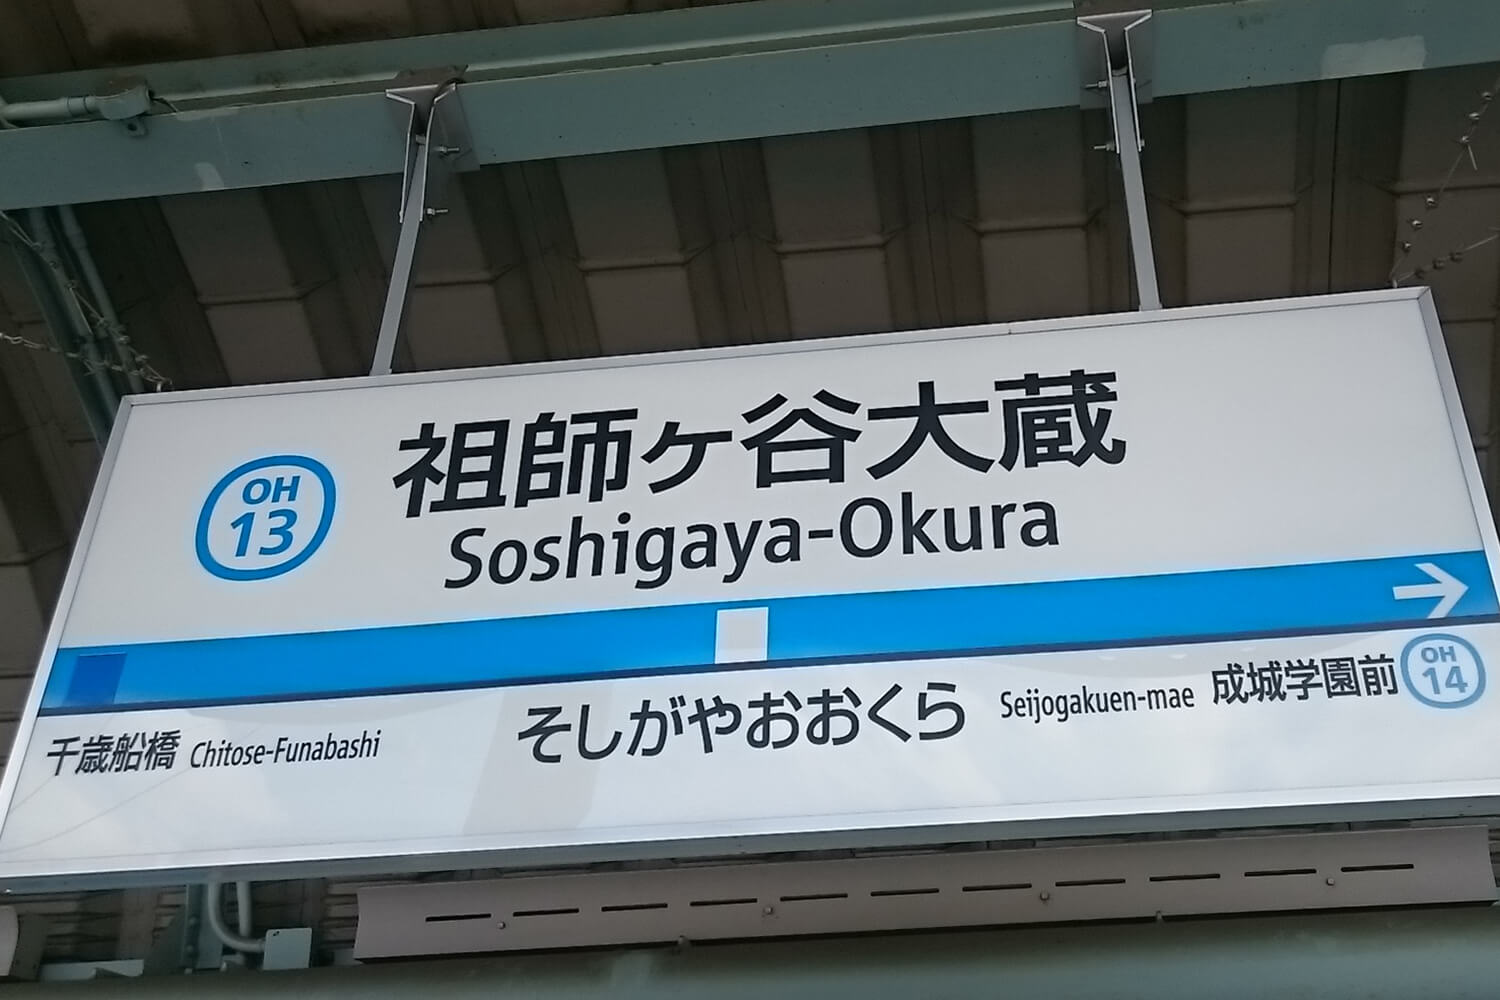 OH
13
祖師ヶ谷大蔵
Soshigaya-Okura
千歳船橋 Chitose-Funabashi
そしがやおおくら
Seijogakuen-mae 成城学園前
OH
14